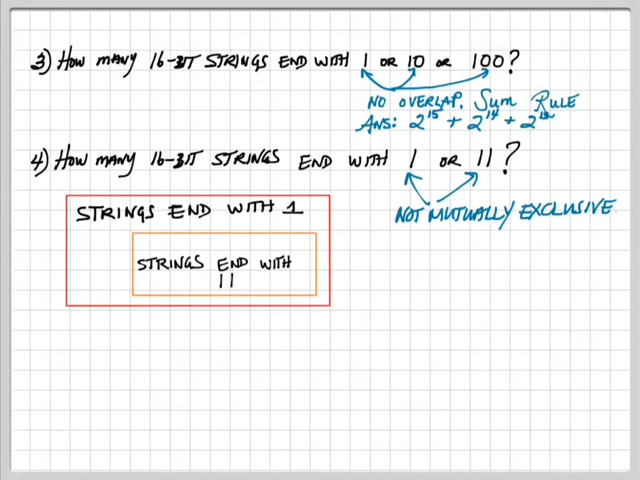 3) HOW MANY 16-BIT STRINGS END WITH 1 OR 10 OR 100?
NO OVERLAP. SUM RULE
ANS: 2^15 + 2^14 + 2^13
4) HOW MANY 16-BIT STRINGS END WITH 1 OR 11?
NOT MUTUALLY EXCLUSIVE.
STRINGS END WITH 1
STRINGS END WITH
11